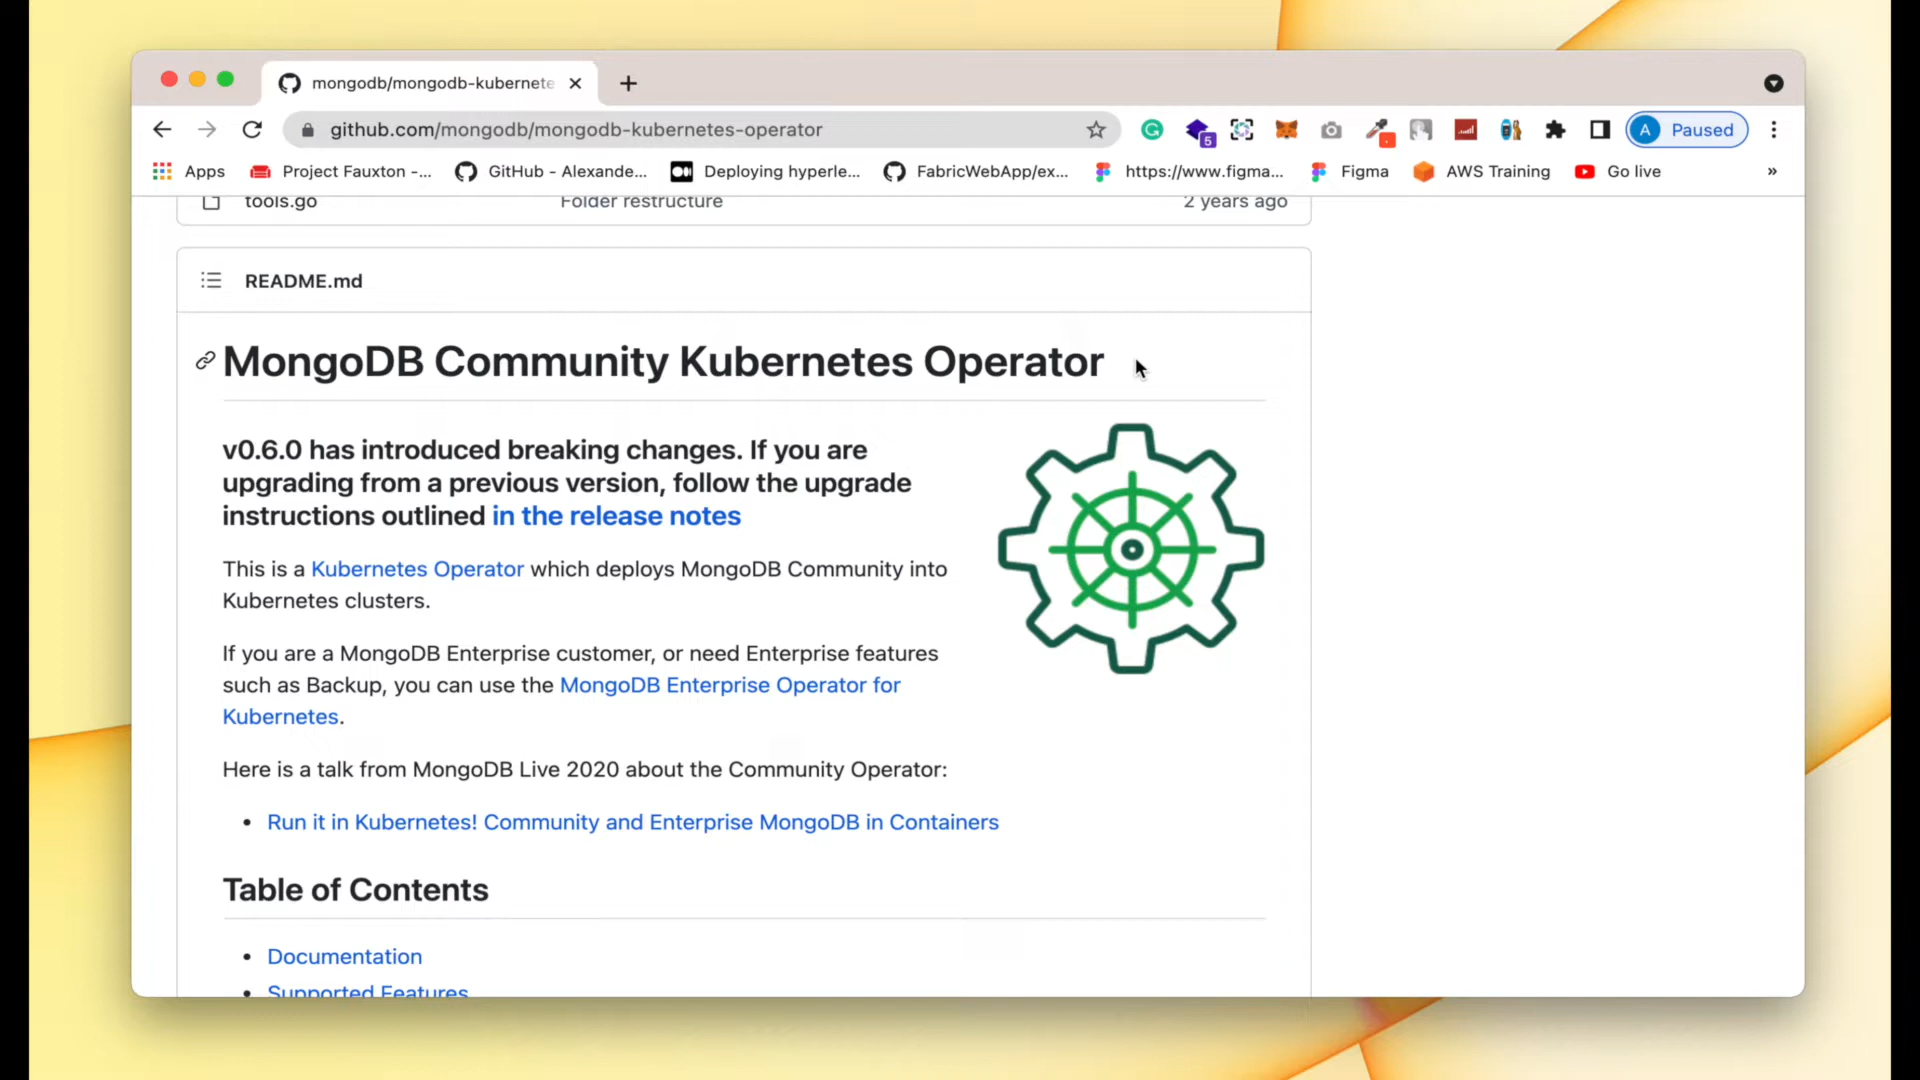 mongodb/mongodb-kubernete
github.com/mongodb/mongodb-kubernetes-operator
5
A Paused
Apps Project Fauxton -... GitHub - Alexande... Deploying hyperle... FabricWebApp/ex... https://www.figma... Figma AWS Training Go live »
tools.go Folder restructure 2 years ago
README.md
MongoDB Community Kubernetes Operator
v0.6.0 has introduced breaking changes. If you are
upgrading from a previous version, follow the upgrade
instructions outlined in the release notes
This is a Kubernetes Operator which deploys MongoDB Community into
Kubernetes clusters.
If you are a MongoDB Enterprise customer, or need Enterprise features
such as Backup, you can use the MongoDB Enterprise Operator for
Kubernetes.
Here is a talk from MongoDB Live 2020 about the Community Operator:
• Run it in Kubernetes! Community and Enterprise MongoDB in Containers
Table of Contents
• Documentation
• Supported Features